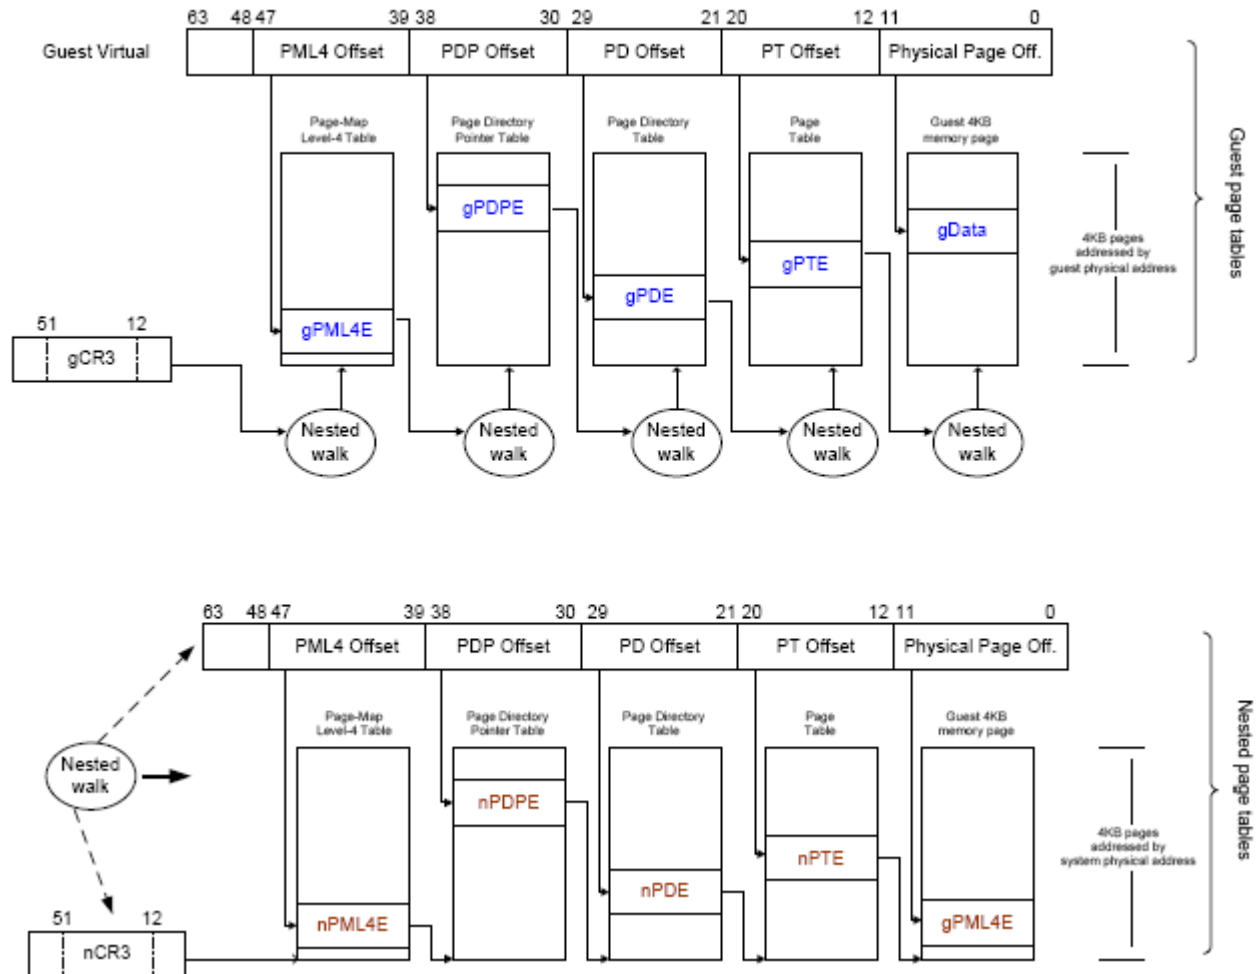 63 48 47 39 38 30 29 21 20 12 11 0
Guest Virtual PML4 Offset PDP Offset PD Offset PT Offset Physical Page Off.
Page-Map
Level-4 Table
Page Directory
Pointer Table
Page Directory
Table
Page
Table
Guest 4KB
memory page
gPDPE
gData
gPTE
gPDE
gPML4E
4KB pages
addressed by
guest physical address
Guest page tables
51 12
gCR3
Nested
walk
Nested
walk
Nested
walk
Nested
walk
Nested
walk
63 48 47 39 38 30 29 21 20 12 11 0
PML4 Offset PDP Offset PD Offset PT Offset Physical Page Off.
Page-Map
Level-4 Table
Page Directory
Pointer Table
Page Directory
Table
Page
Table
Guest 4KB
memory page
Nested
walk
nPDPE
nPTE
nPDE
nPML4E
gPML4E
4KB pages
addressed by
system physical address
Nested page tables
51 12
nCR3